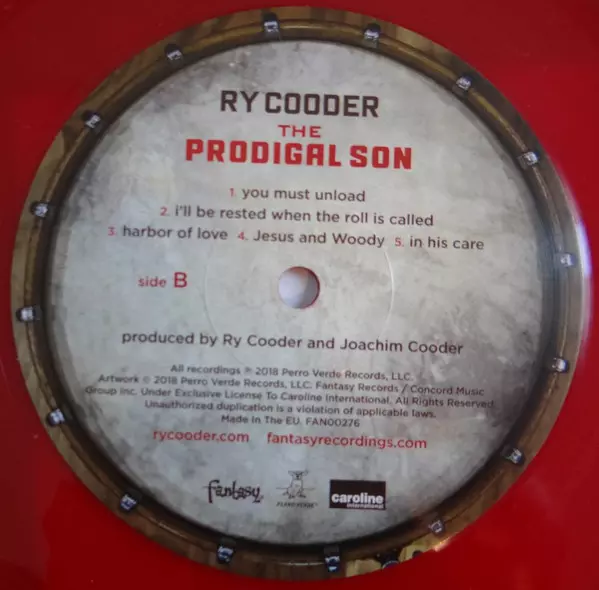 RY COODER
THE
PRODIGAL SON
1. you must unload
2. i'll be rested when the roll is called
3. harbor of love 4. Jesus and Woody 5. in his care
side B
produced by Ry Cooder and Joachim Cooder
All recordings ℗ 2018 Perro Verde Records, LLC.
Artwork © 2018 Perro Verde Records, LLC. Fantasy Records / Concord Music
Group Inc. Under Exclusive License To Caroline International. All Rights Reserved.
Unauthorized duplication is a violation of applicable laws.
Made In The EU. FAN00276
rycooder.com fantasyrecordings.com
fantasy
caroline
international